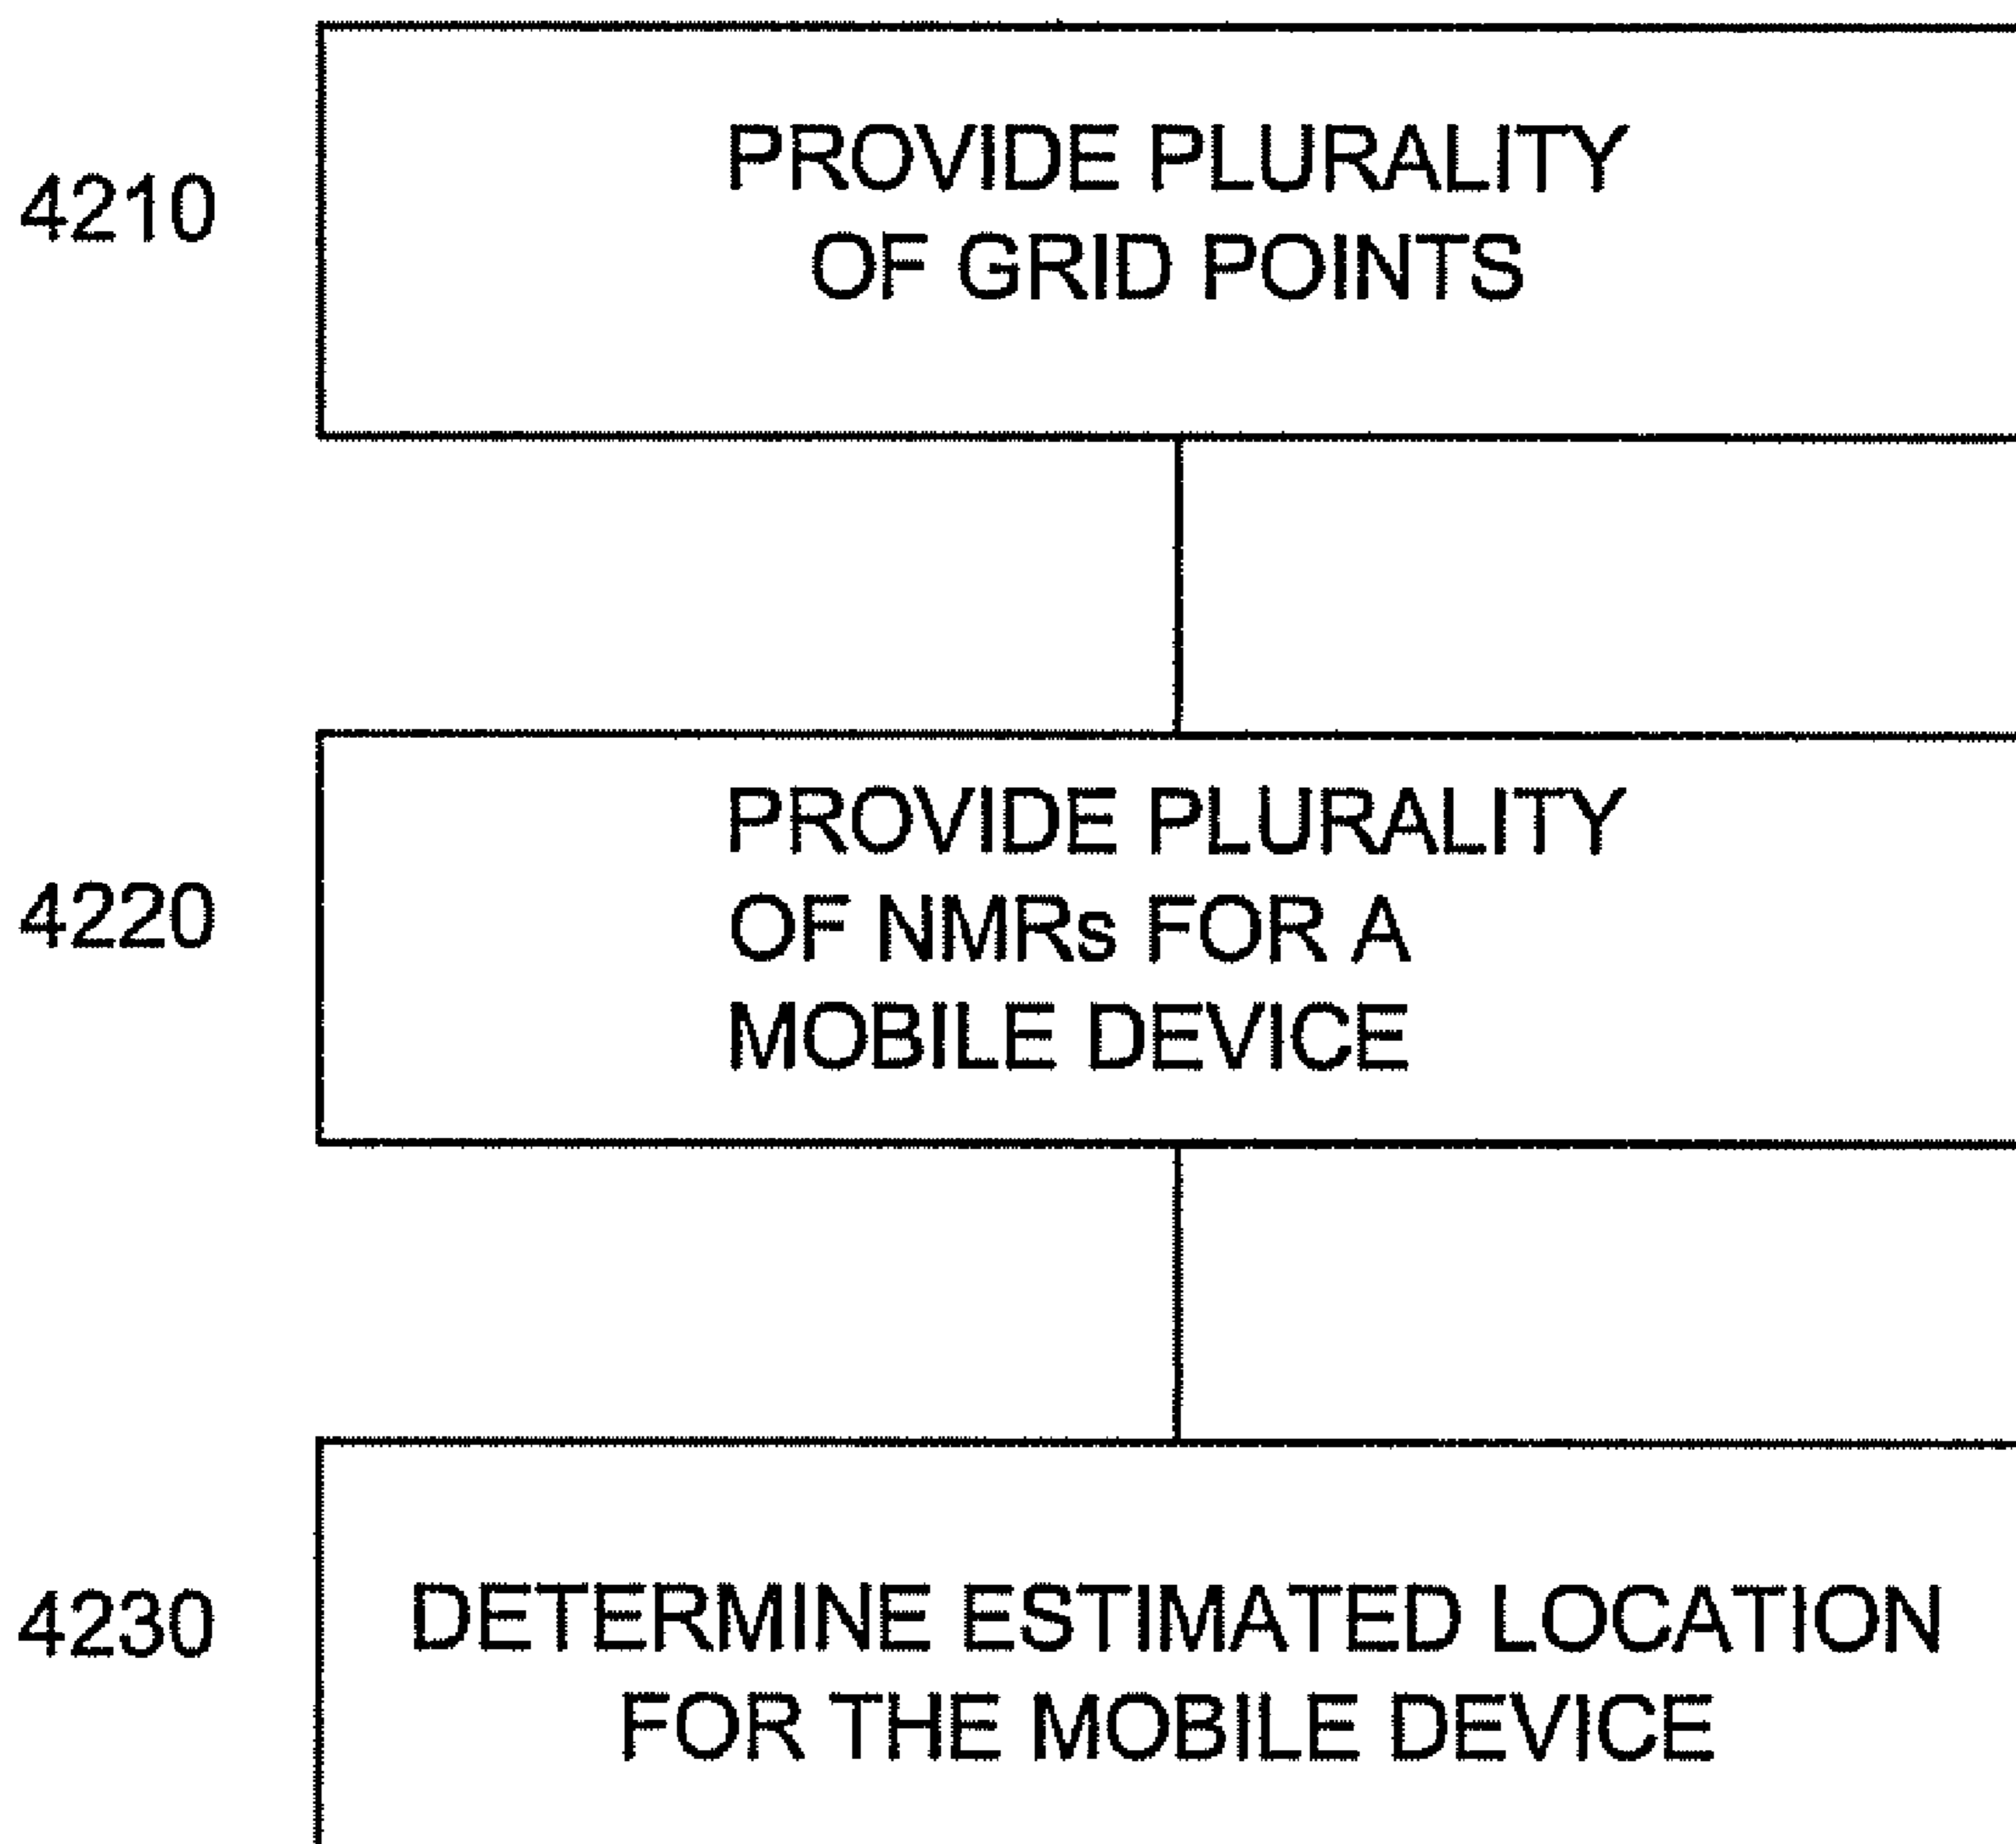 4210
PROVIDE PLURALITY
OF GRID POINTS
4220
PROVIDE PLURALITY
OF NMRs FOR A
MOBILE DEVICE
4230
DETERMINE ESTIMATED LOCATION
FOR THE MOBILE DEVICE